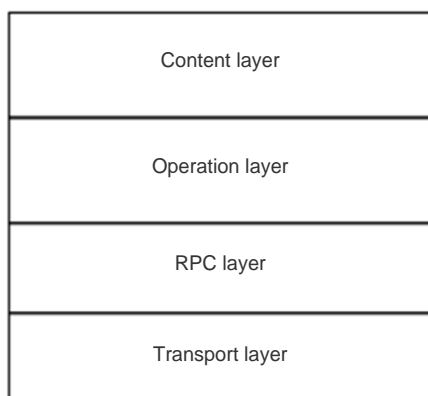 Content layer
Operation layer
RPC layer
Transport layer